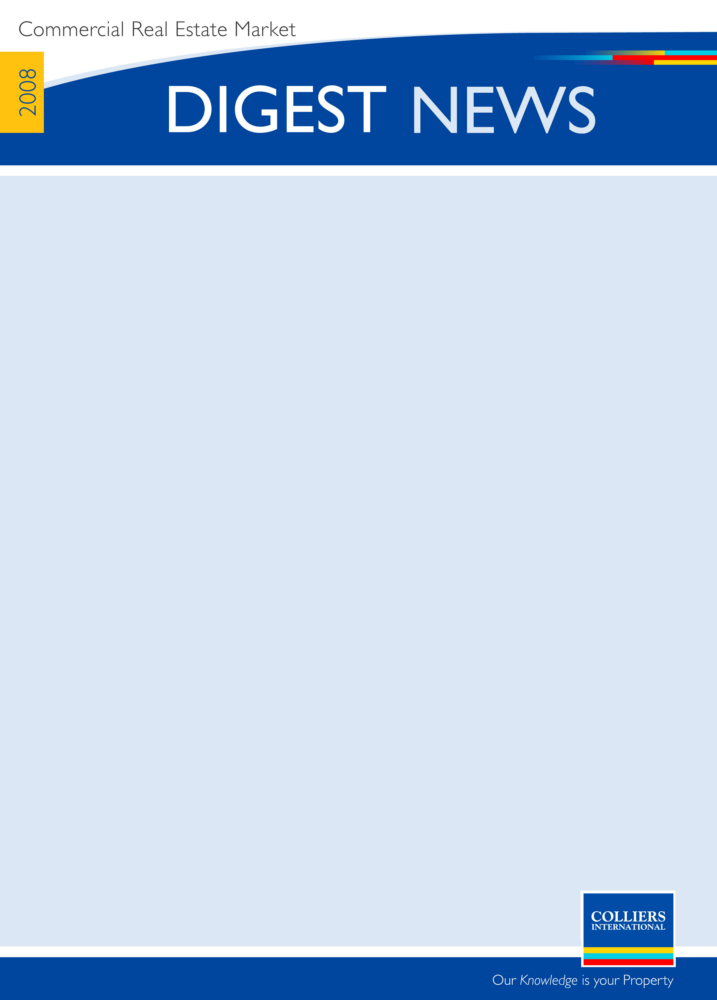 Commercial Real Estate Market
2008
DIGEST NEWS
COLLIERS
INTERNATIONAL
Our Knowledge is your Property